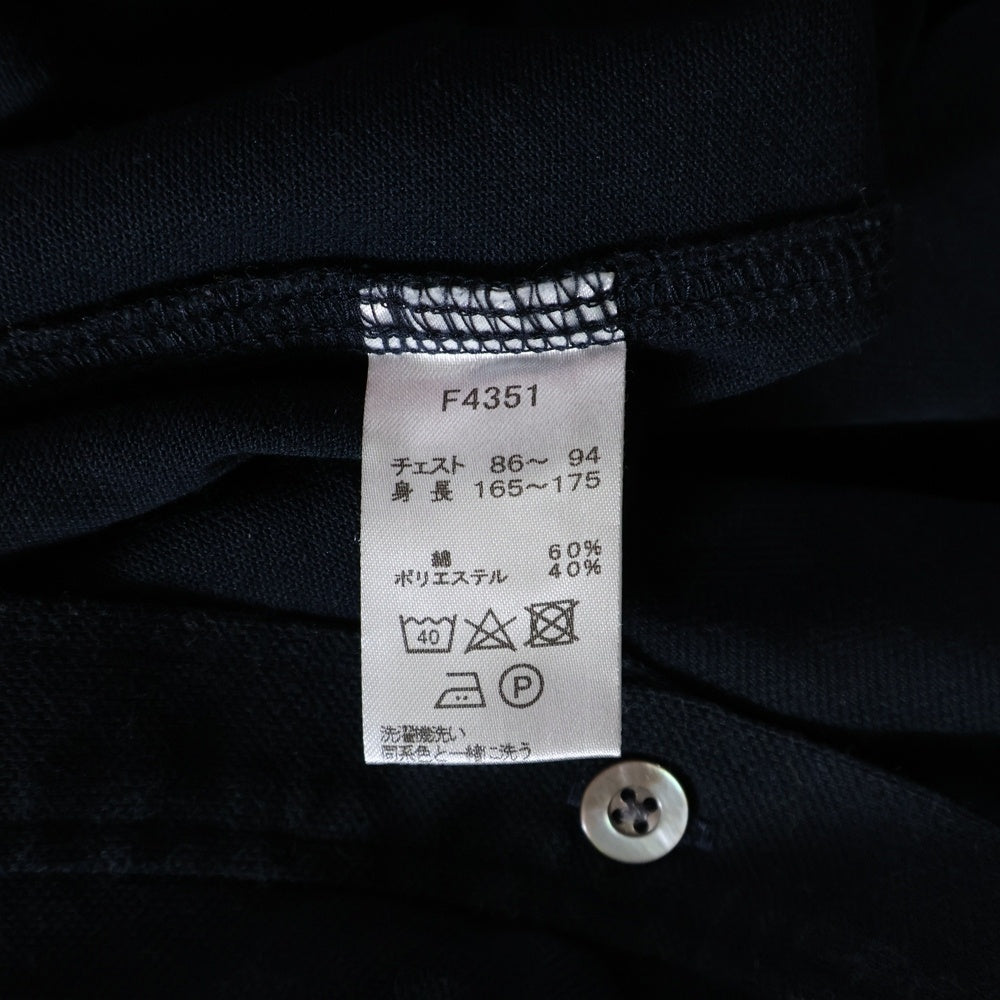 F4351
チェスト 86～ 94
身 長 165～175
綿 60%
ポリエステル 40%
40
P
洗濯機洗い
同系色と一緒に洗う